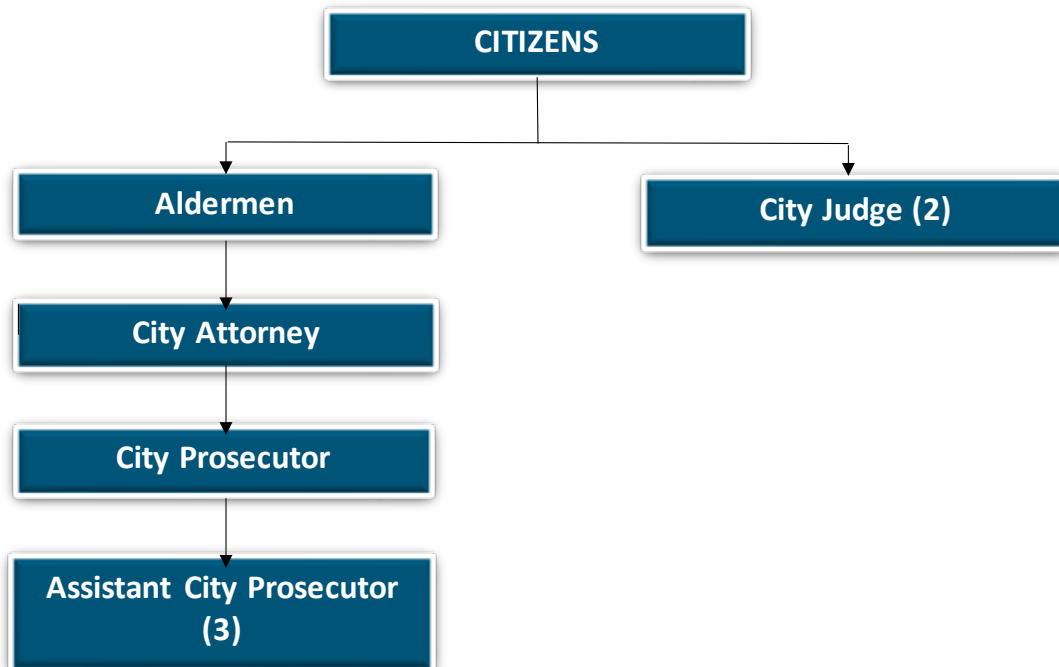 CITIZENS
Aldermen
City Judge (2)
City Attorney
City Prosecutor
Assistant City Prosecutor
(3)